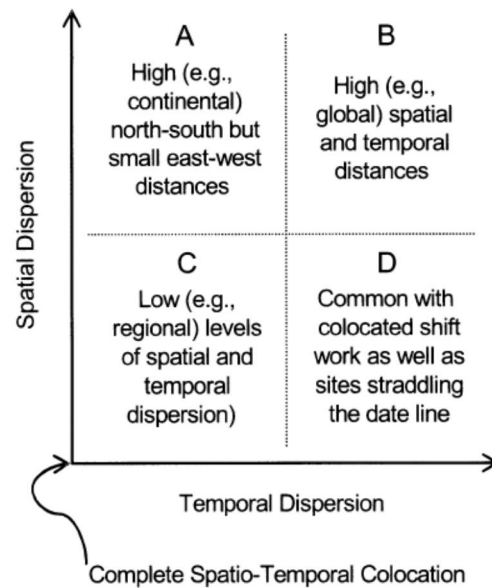 A
High (e.g.,
continental)
north-south but
small east-west
distances
B
High (e.g.,
global) spatial
and temporal
distances
C
Low (e.g.,
regional) levels
of spatial and
temporal
dispersion)
D
Common with
colocated shift
work as well as
sites straddling
the date line
Spatial Dispersion
Temporal Dispersion
Complete Spatio-Temporal Colocation